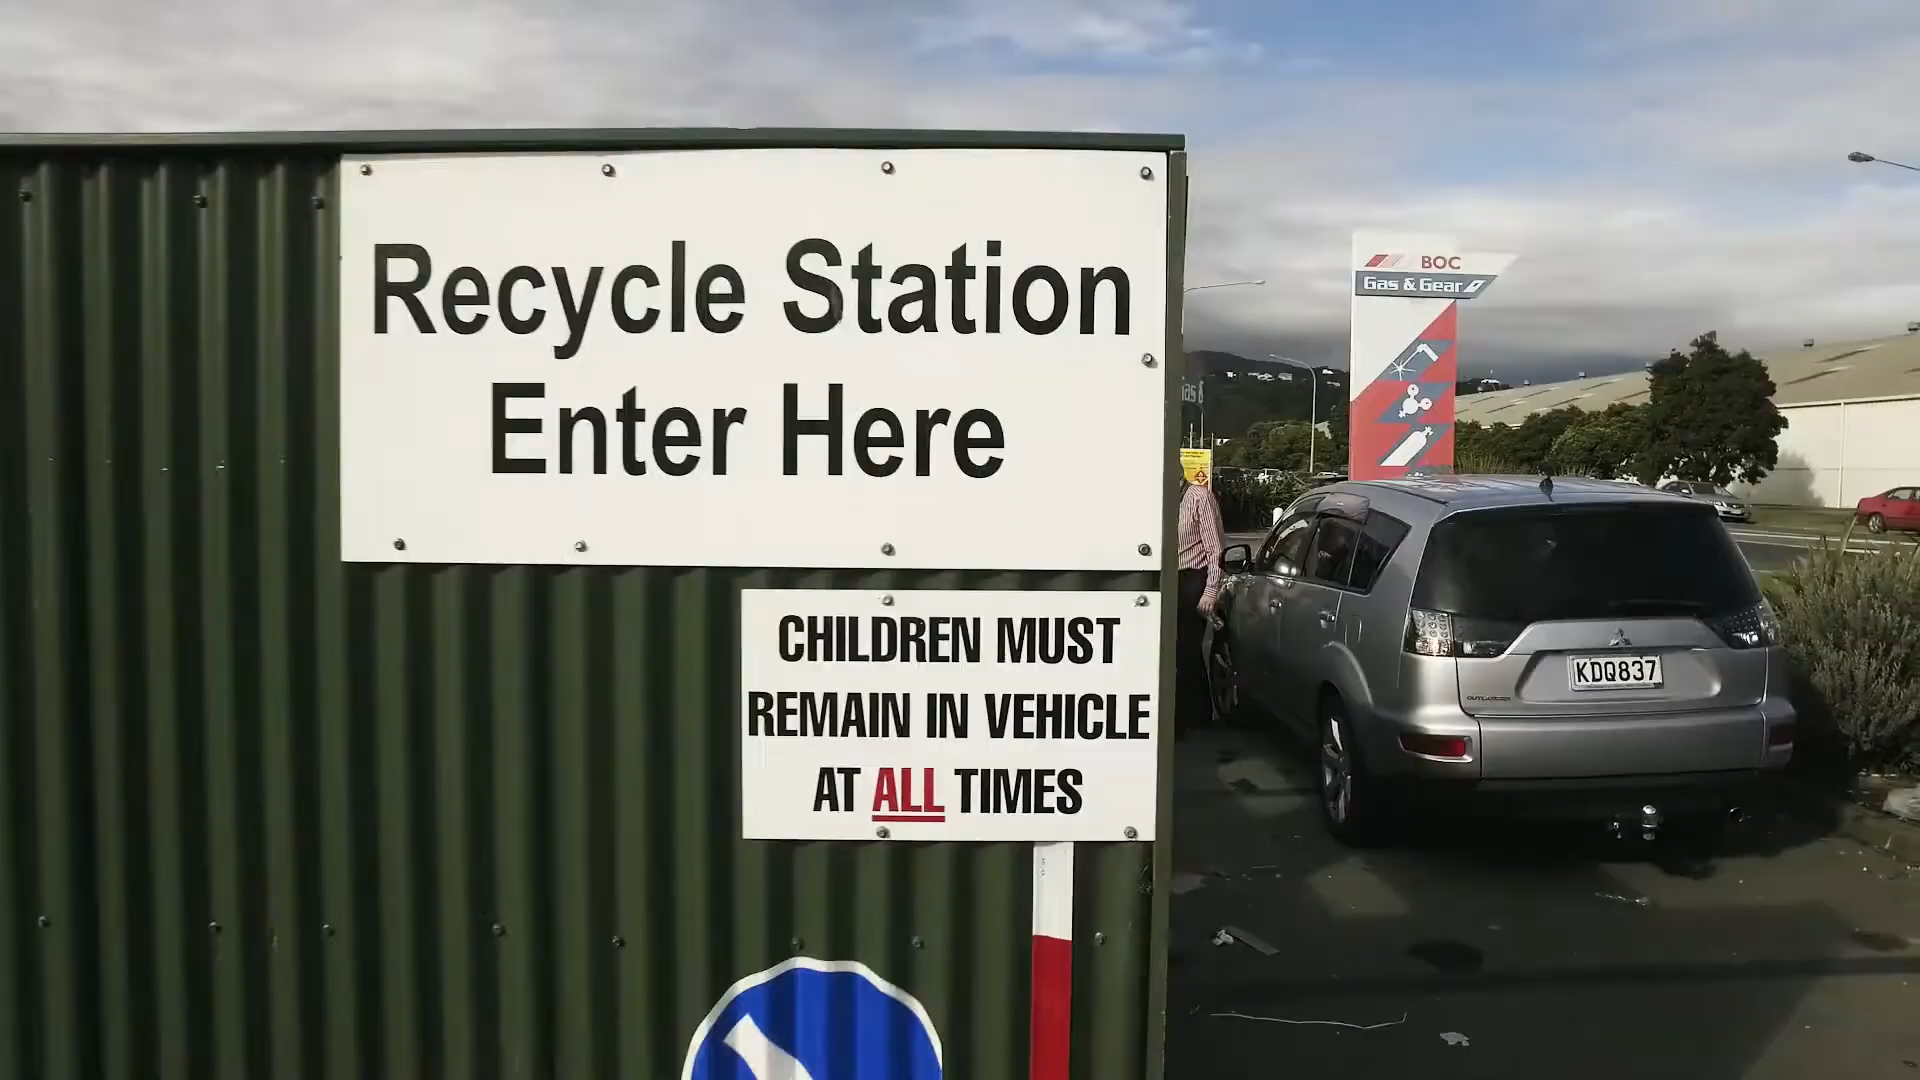 Recycle Station
Enter Here
CHILDREN MUST
REMAIN IN VEHICLE
AT ALL TIMES
BOC
Gas & Gear
KDQ837